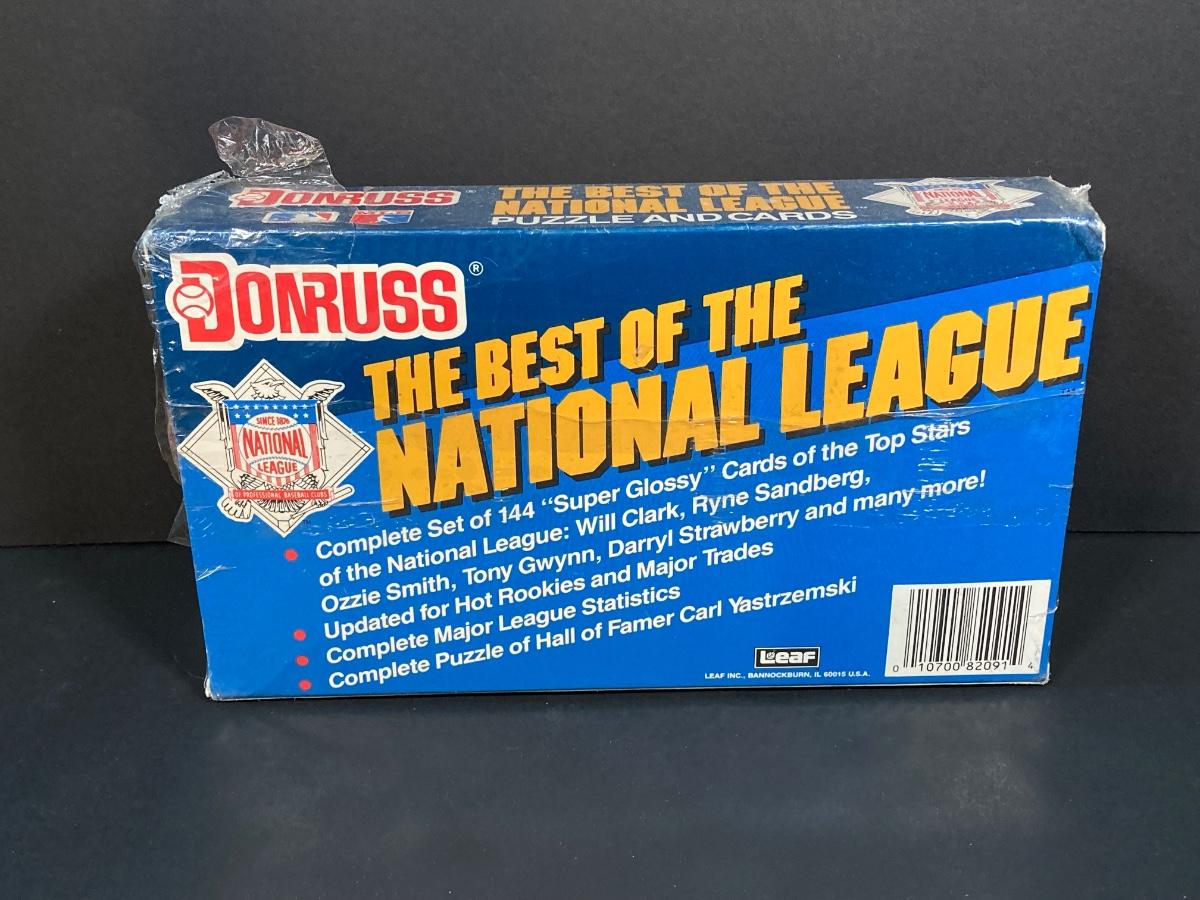 DONRUSS
THE BEST OF THE
NATIONAL LEAGUE
PUZZLE AND CARDS
NATIONAL
DONRUSS®
THE BEST OF THE
NATIONAL LEAGUE
SINCE 1876
NATIONAL
LEAGUE
OF PROFESSIONAL BASEBALL CLUBS
Complete Set of 144 “Super Glossy” Cards of the Top Stars
of the National League: Will Clark, Ryne Sandberg,
Ozzie Smith, Tony Gwynn, Darryl Strawberry and many more!
Updated for Hot Rookies and Major Trades
Complete Major League Statistics
Complete Puzzle of Hall of Famer Carl Yastrzemski
Leaf
LEAF INC., BANNOCKBURN, IL 60015 U.S.A.
0 10700 82091 4